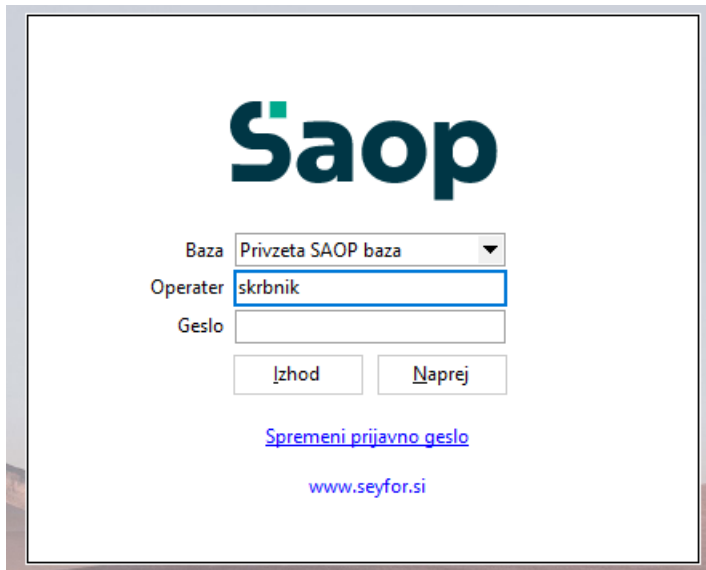 Saop
Baza Privzeta SAOP baza
Operater skrbnik
Geslo
Izhod Naprej
Spremeni prijavno geslo
www.seyfor.si